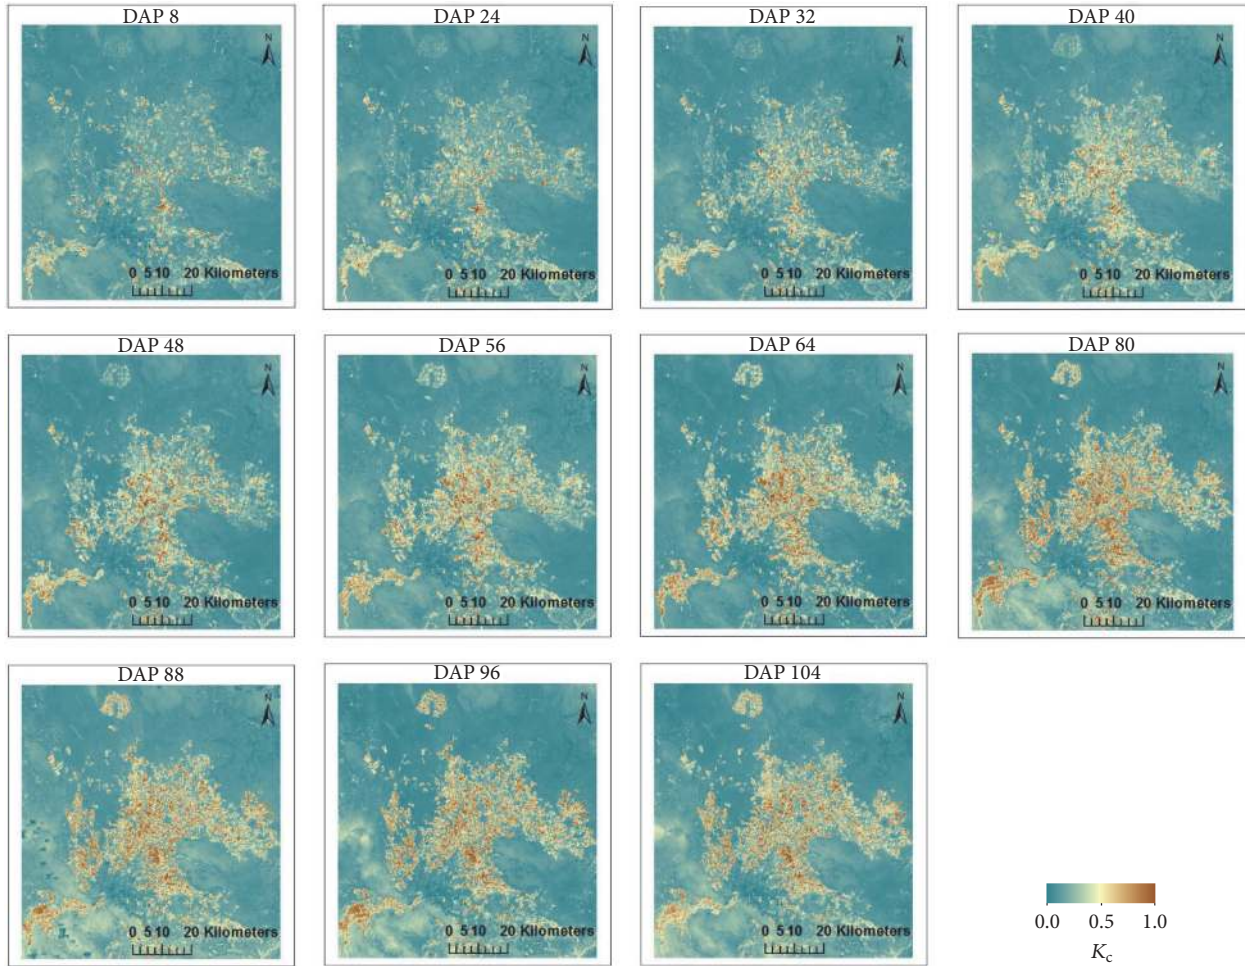 DAP 8
N
0 5 10 20 Kilometers
DAP 24
N
0 5 10 20 Kilometers
DAP 32
N
0 5 10 20 Kilometers
DAP 40
N
0 5 10 20 Kilometers
DAP 48
N
0 5 10 20 Kilometers
DAP 56
N
0 5 10 20 Kilometers
DAP 64
N
0 5 10 20 Kilometers
DAP 80
N
0 5 10 20 Kilometers
DAP 88
N
0 5 10 20 Kilometers
DAP 96
N
0 5 10 20 Kilometers
DAP 104
N
0 5 10 20 Kilometers
0.0 0.5 1.0
Kc